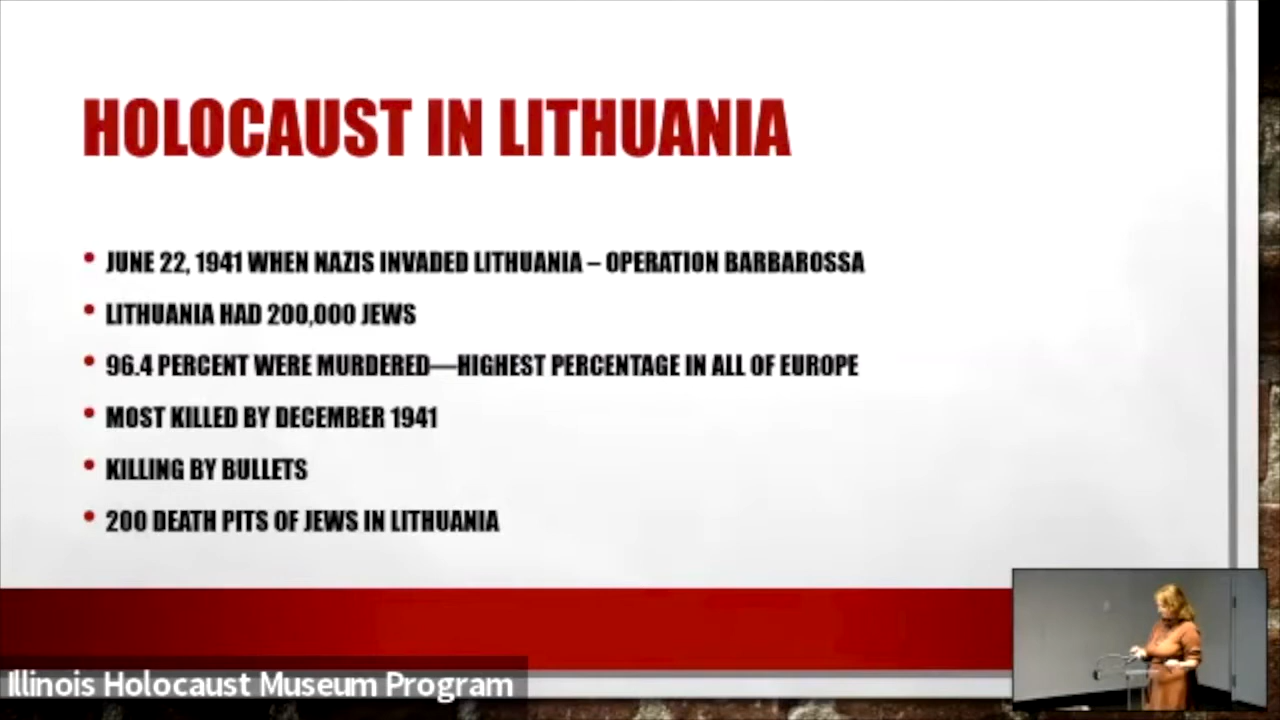 HOLOCAUST IN LITHUANIA
• JUNE 22, 1941 WHEN NAZIS INVADED LITHUANIA – OPERATION BARBAROSSA
• LITHUANIA HAD 200,000 JEWS
• 96.4 PERCENT WERE MURDERED—HIGHEST PERCENTAGE IN ALL OF EUROPE
• MOST KILLED BY DECEMBER 1941
• KILLING BY BULLETS
• 200 DEATH PITS OF JEWS IN LITHUANIA
Illinois Holocaust Museum Program